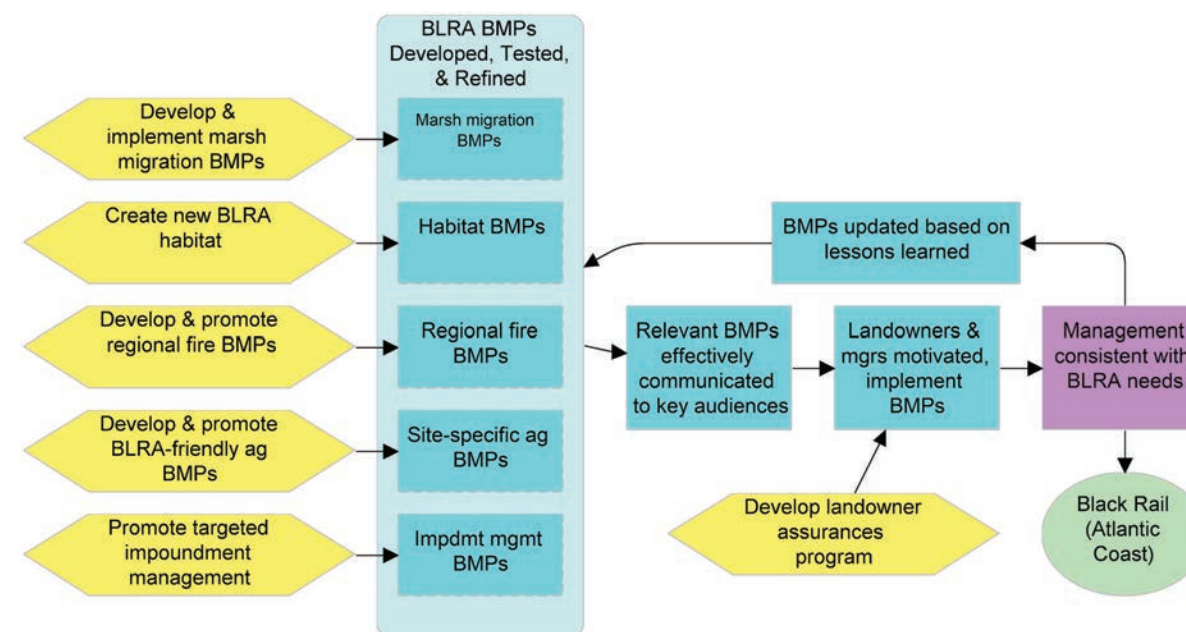 BLRA BMPs
Developed, Tested,
& Refined
Develop &
implement marsh
migration BMPs
Marsh migration
BMPs
Create new BLRA
habitat
Habitat BMPs
BMPs updated based on
lessons learned
Develop & promote
regional fire BMPs
Regional fire
BMPs
Relevant BMPs
effectively
communicated
to key audiences
Landowners &
mgrs motivated,
implement
BMPs
Management
consistent with
BLRA needs
Develop & promote
BLRA-friendly ag
BMPs
Site-specific ag
BMPs
Develop landowner
assurances
program
Black Rail
(Atlantic
Coast)
Promote targeted
impoundment
management
Impdmt mgmt
BMPs